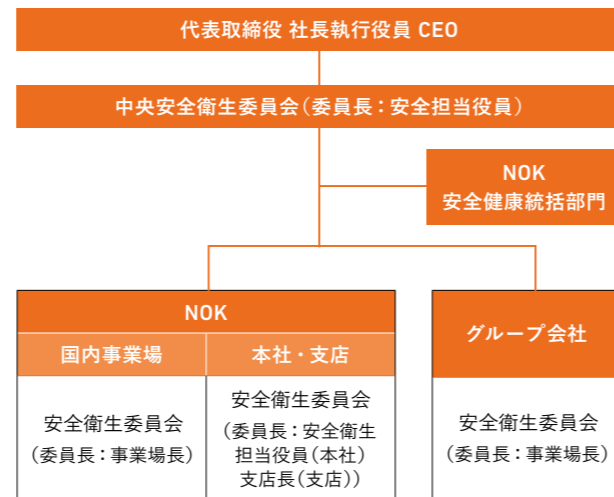 代表取締役 社長執行役員 CEO
中央安全衛生委員会（委員長：安全担当役員）
NOK
安全健康統括部門
NOK
国内事業場
本社・支店
安全衛生委員会
（委員長：事業場長）
安全衛生委員会
（委員長：安全衛生
担当役員（本社）
支店長（支店））
グループ会社
安全衛生委員会
（委員長：事業場長）